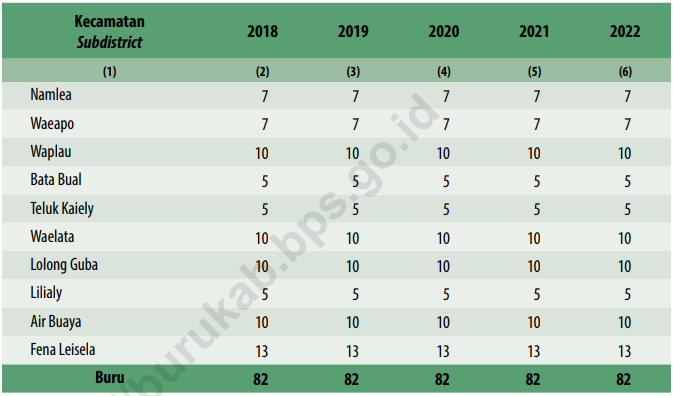 Kecamatan 2018 2019 2020 2021 2022
Subdistrict
(1) (2) (3) (4) (5) (6)
Namlea 7 7 7 7 7
Waeapo 7 7 7 7 7
Waplau 10 10 10 10 10
Bata Bual 5 5 5 5 5
Teluk Kaiely 5 5 5 5 5
Waelata 10 10 10 10 10
Lolong Guba 10 10 10 10 10
Lilialy 5 5 5 5 5
Air Buaya 10 10 10 10 10
Fena Leisela 13 13 13 13 13
Buru 82 82 82 82 82
/burukab.bps.go.id